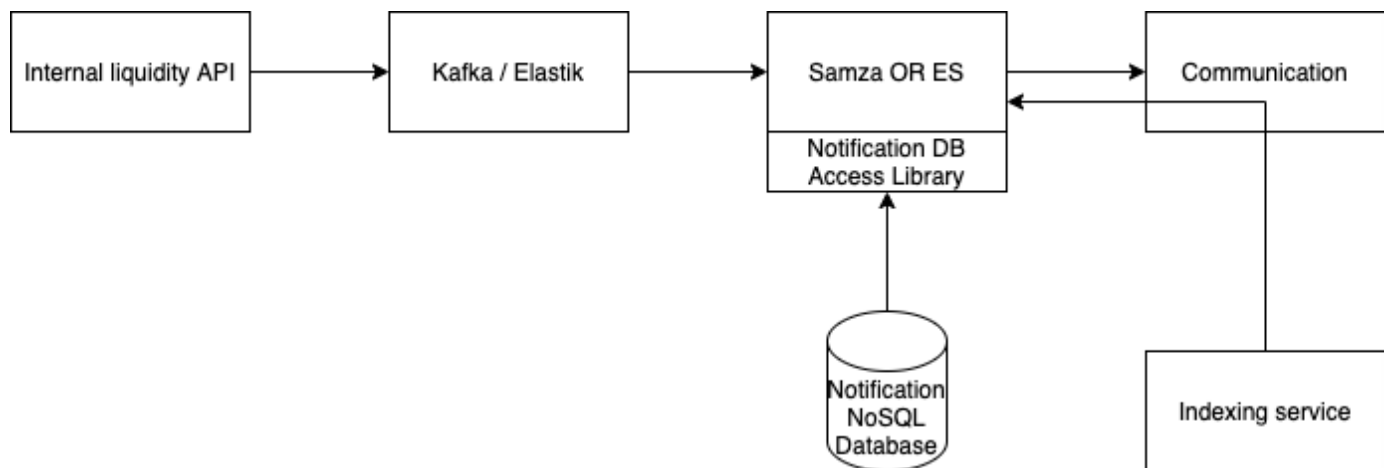 Internal liquidity API
Kafka / Elastik
Samza OR ES
Communication
Notification DB
Access Library
Notification
NoSQL
Database
Indexing service